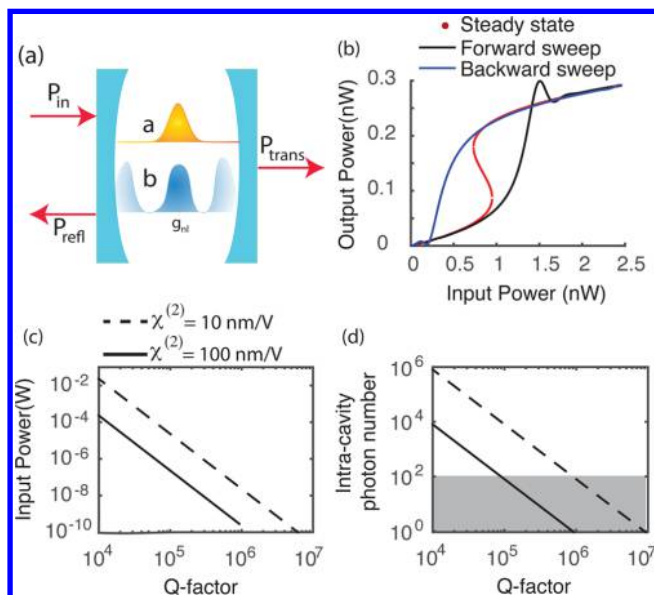 (a)
P_in
a
b
g_nl
P_trans
P_refl
(b)
Steady state
Forward sweep
Backward sweep
Output Power(nW)
0.3
0.2
0.1
0
0 0.5 1 1.5 2 2.5
Input Power (nW)
(c)
χ^(2) = 10 nm/V
χ^(2) = 100 nm/V
Input Power(W)
10^-2
10^-4
10^-6
10^-8
10^-10
10^4 10^5 10^6 10^7
Q-factor
(d)
Intra-cavity
photon number
10^6
10^4
10^2
10^0
10^4 10^5 10^6 10^7
Q-factor